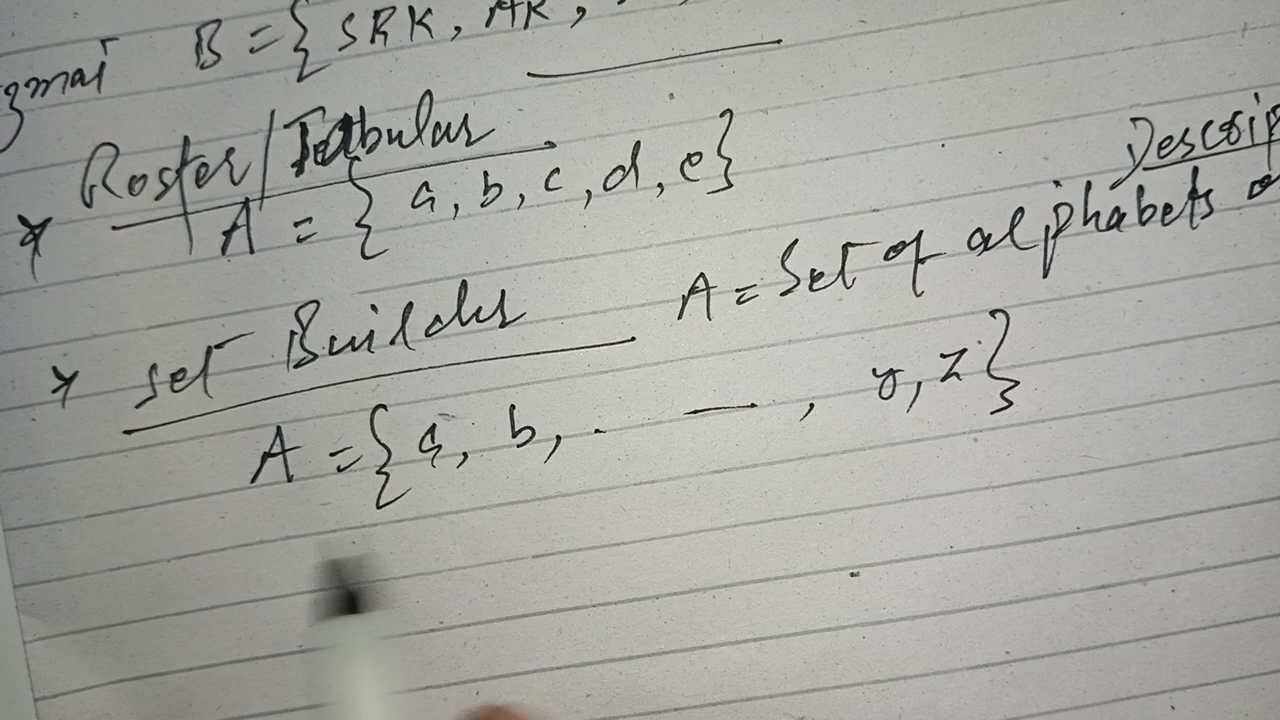 B = { SRK, AK,
* Roster/Tabular
A = { a, b, c, d, e }
Descrip
A = Set of alphabets
* set Builder
A = { a, b, . — , y, z }